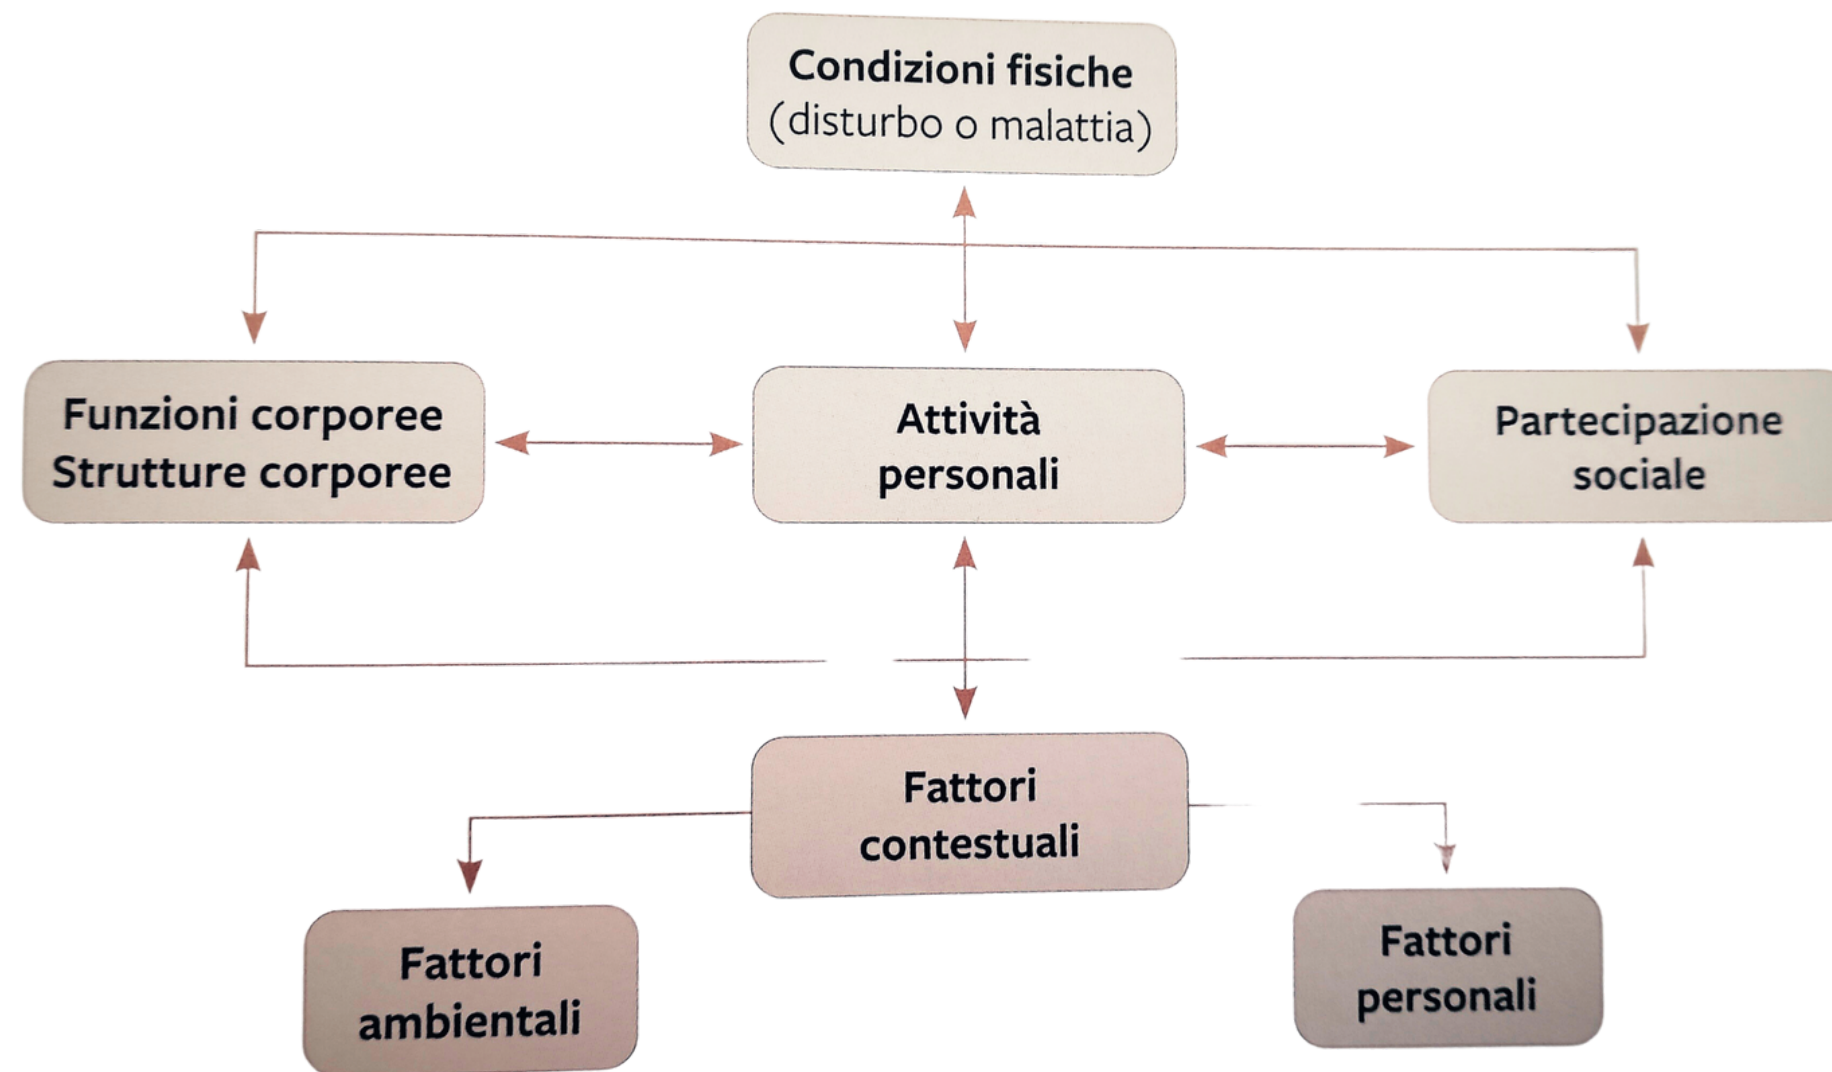 Condizioni fisiche
(disturbo o malattia)
Funzioni corporee
Strutture corporee
Attività
personali
Partecipazione
sociale
Fattori
contestuali
Fattori
ambientali
Fattori
personali